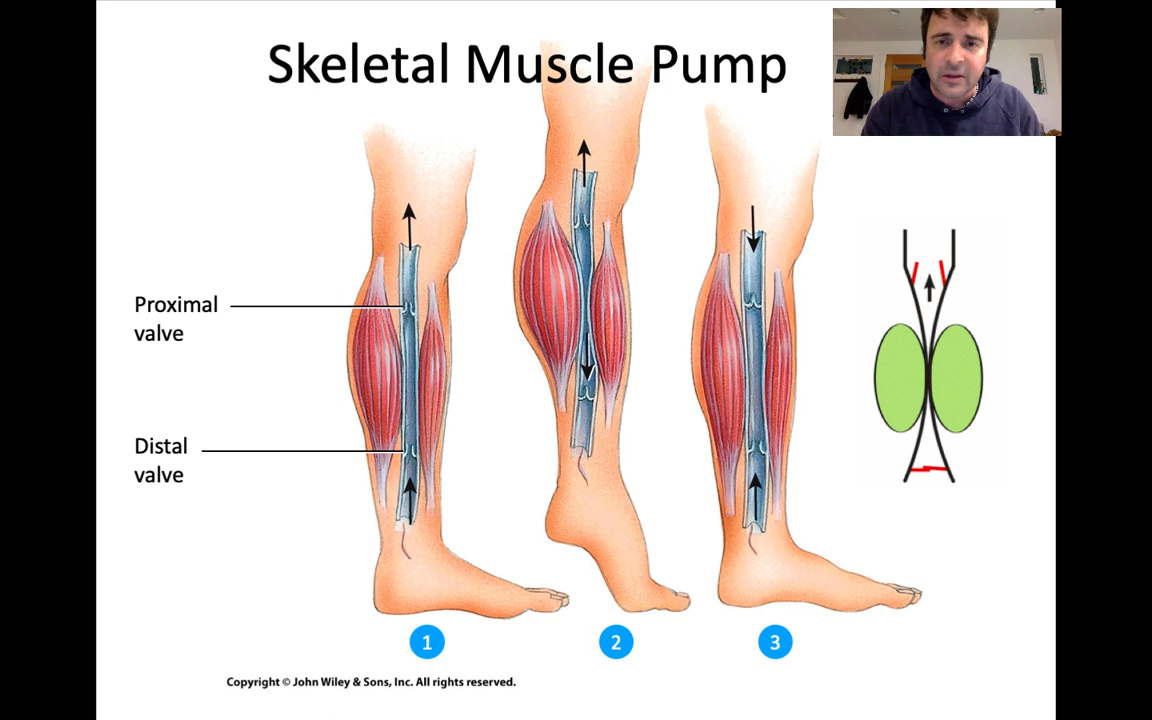 Skeletal Muscle Pump
Proximal
valve
Distal
valve
1
2
3
Copyright © John Wiley & Sons, Inc. All rights reserved.